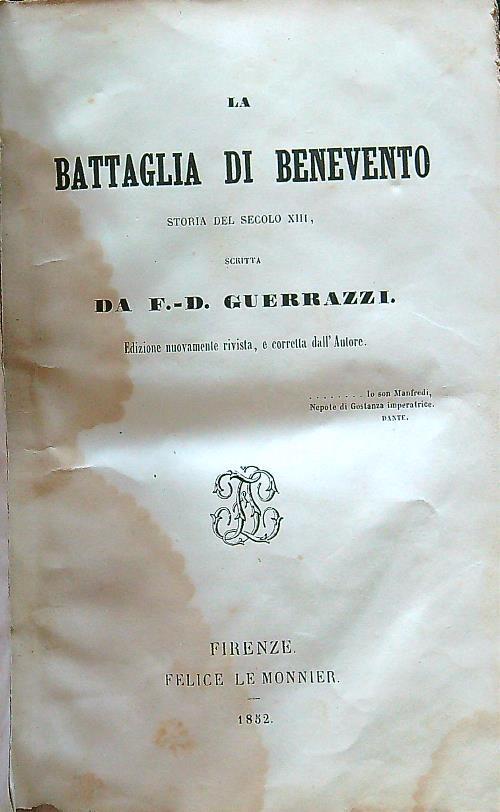 LA
BATTAGLIA DI BENEVENTO
STORIA DEL SECOLO XIII,
SCRITTA
DA F.-D. GUERRAZZI.
Edizione nuovamente rivista, e corretta dall' Autore.
........ Io son Manfredi,
Nepote di Gostanza imperatrice.
DANTE.
FIRENZE.
FELICE LE MONNIER.
1852.